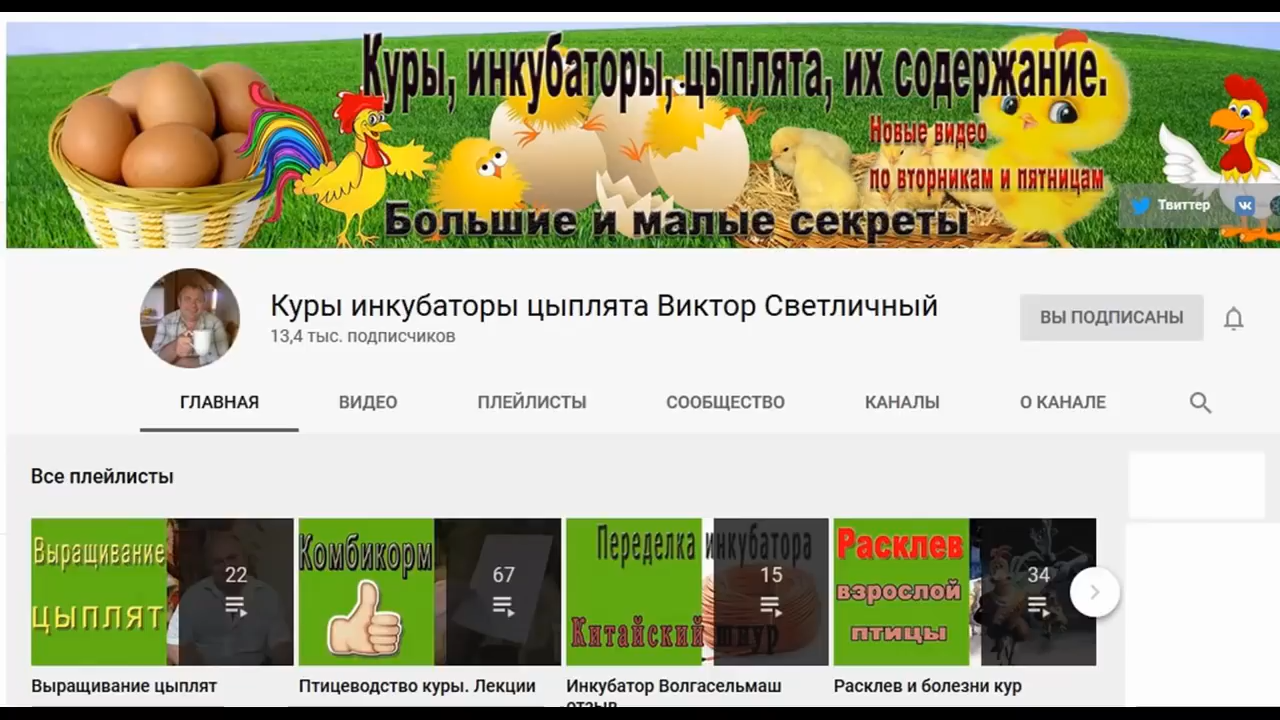 Куры, инкубаторы, цыплята, их содержание.
Новые видео
по вторникам и пятницам
Большие и малые секреты
Твиттер
Куры инкубаторы цыплята Виктор Светличный
13,4 тыс. подписчиков
ВЫ ПОДПИСАНЫ
ГЛАВНАЯ ВИДЕО ПЛЕЙЛИСТЫ СООБЩЕСТВО КАНАЛЫ О КАНАЛЕ
Все плейлисты
Выращивание
цыплят
22
Комбикорм
67
Переделка инкубатора
15
Китайский шнур
Расклев
взрослой
птицы
34
Выращивание цыплят
Птицеводство куры. Лекции
Инкубатор Волгасельмаш
отзыв
Расклев и болезни кур